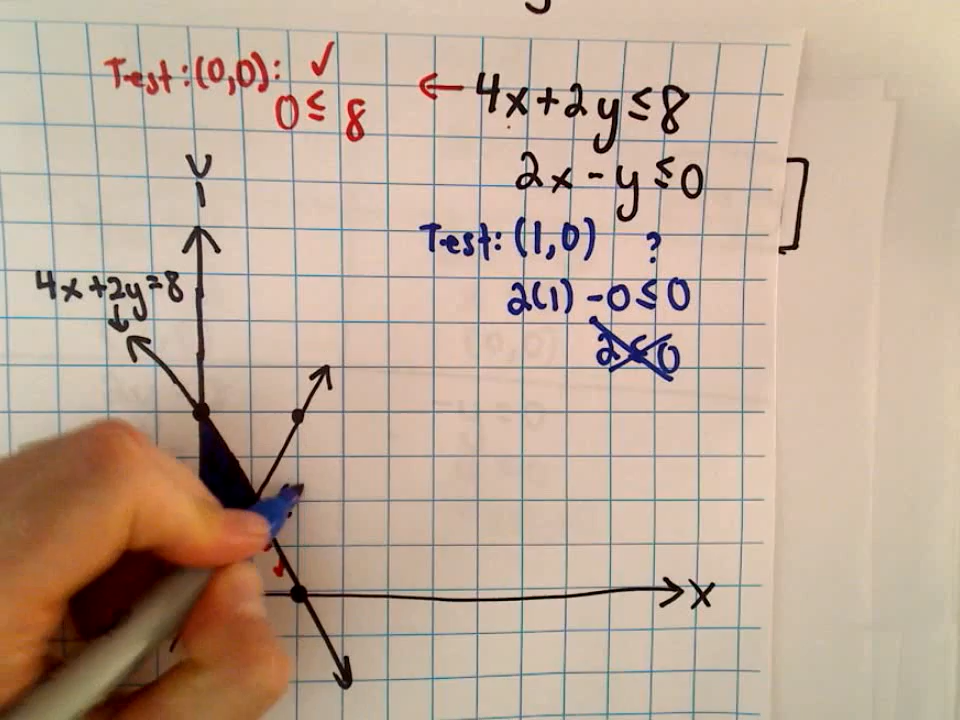 Test: (0,0): ✓
0 ≤ 8
← 4x+2y≤8
2x - y ≤ 0
Test: (1,0) ?
2(1) - 0 ≤ 0
2 ≤ 0
y
4x+2y=8
x